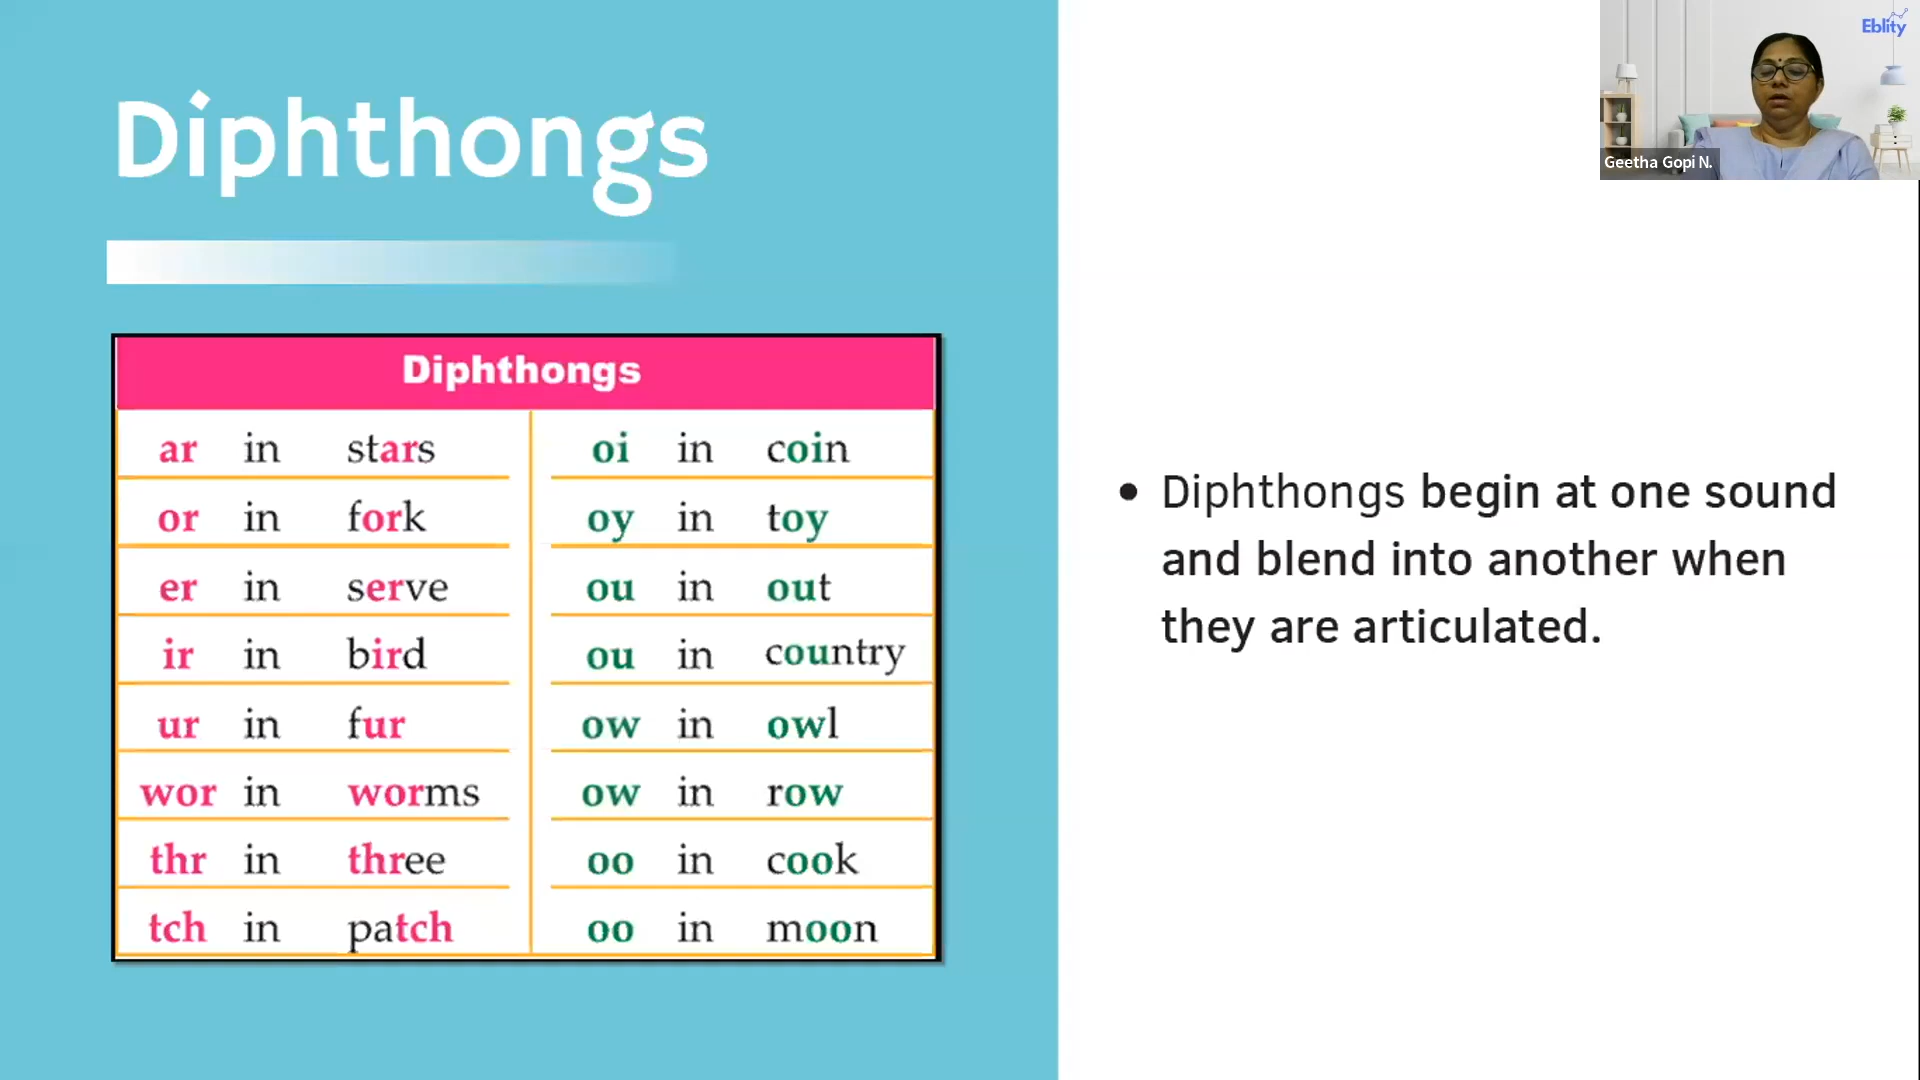 Diphthongs
Diphthongs
ar in stars
or in fork
er in serve
ir in bird
ur in fur
wor in worms
thr in three
tch in patch
oi in coin
oy in toy
ou in out
ou in country
ow in owl
ow in row
oo in cook
oo in moon
• Diphthongs begin at one sound
and blend into another when
they are articulated.
Eblity
Geetha Gopi N.